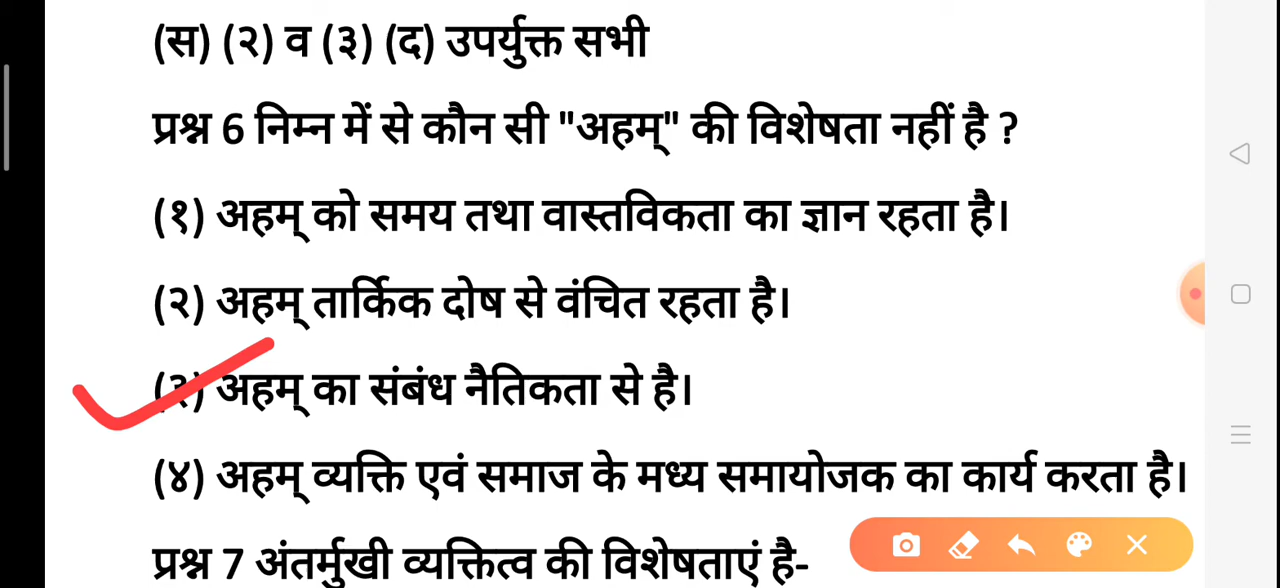 (स) (२) व (३) (द) उपर्युक्त सभी
प्रश्न 6 निम्न में से कौन सी "अहम्" की विशेषता नहीं है ?
(१) अहम् को समय तथा वास्तविकता का ज्ञान रहता है।
(२) अहम् तार्किक दोष से वंचित रहता है।
(३) अहम् का संबंध नैतिकता से है।
(४) अहम् व्यक्ति एवं समाज के मध्य समायोजक का कार्य करता है।
प्रश्न 7 अंतर्मुखी व्यक्तित्व की विशेषताएं है-